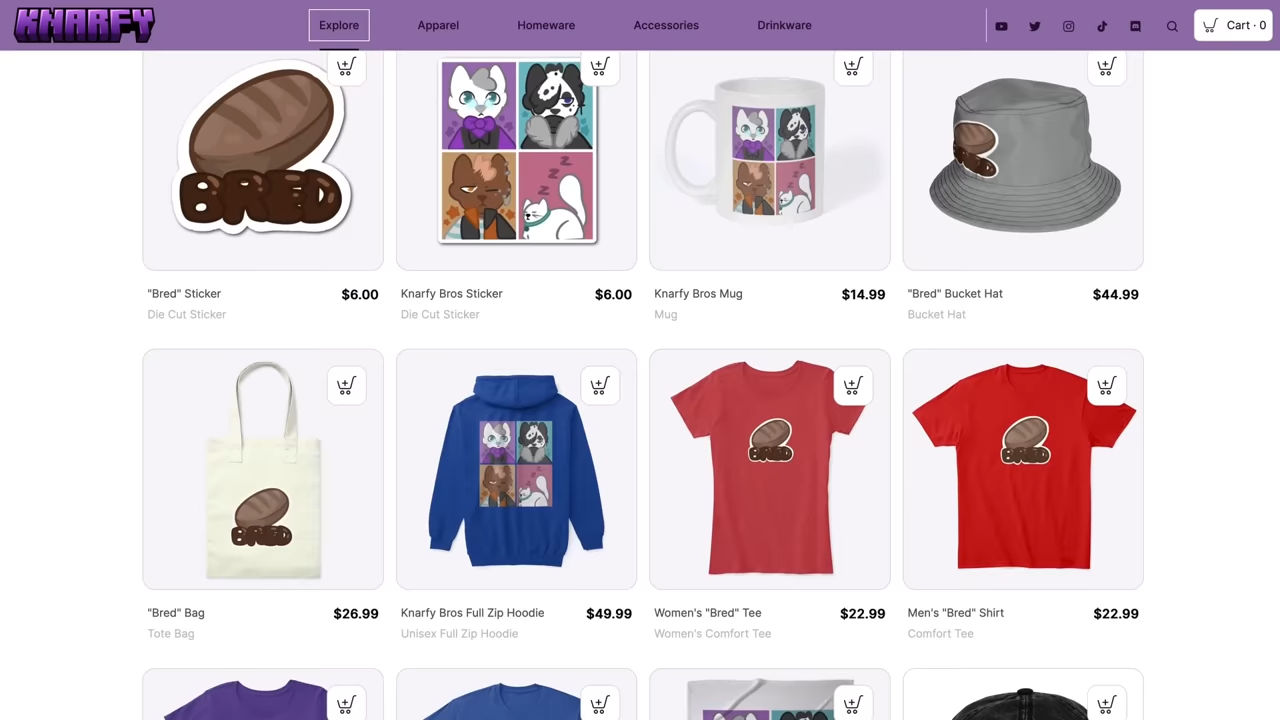 KNARFY
Explore
Apparel
Homeware
Accessories
Drinkware
Cart · 0
BRED
z z z
"Bred" Sticker
$6.00
Die Cut Sticker
Knarfy Bros Sticker
$6.00
Die Cut Sticker
Knarfy Bros Mug
$14.99
Mug
"Bred" Bucket Hat
$44.99
Bucket Hat
BRED
BRED
BRED
"Bred" Bag
$26.99
Tote Bag
Knarfy Bros Full Zip Hoodie
$49.99
Unisex Full Zip Hoodie
Women's "Bred" Tee
$22.99
Women's Comfort Tee
Men's "Bred" Shirt
$22.99
Comfort Tee